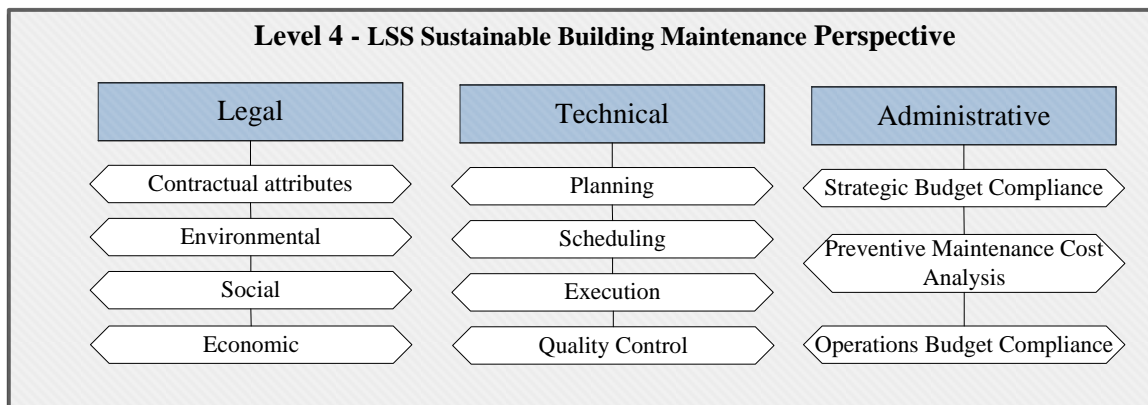 Level 4 - LSS Sustainable Building Maintenance Perspective
Legal
Contractual attributes
Environmental
Social
Economic
Technical
Planning
Scheduling
Execution
Quality Control
Administrative
Strategic Budget Compliance
Preventive Maintenance Cost
Analysis
Operations Budget Compliance